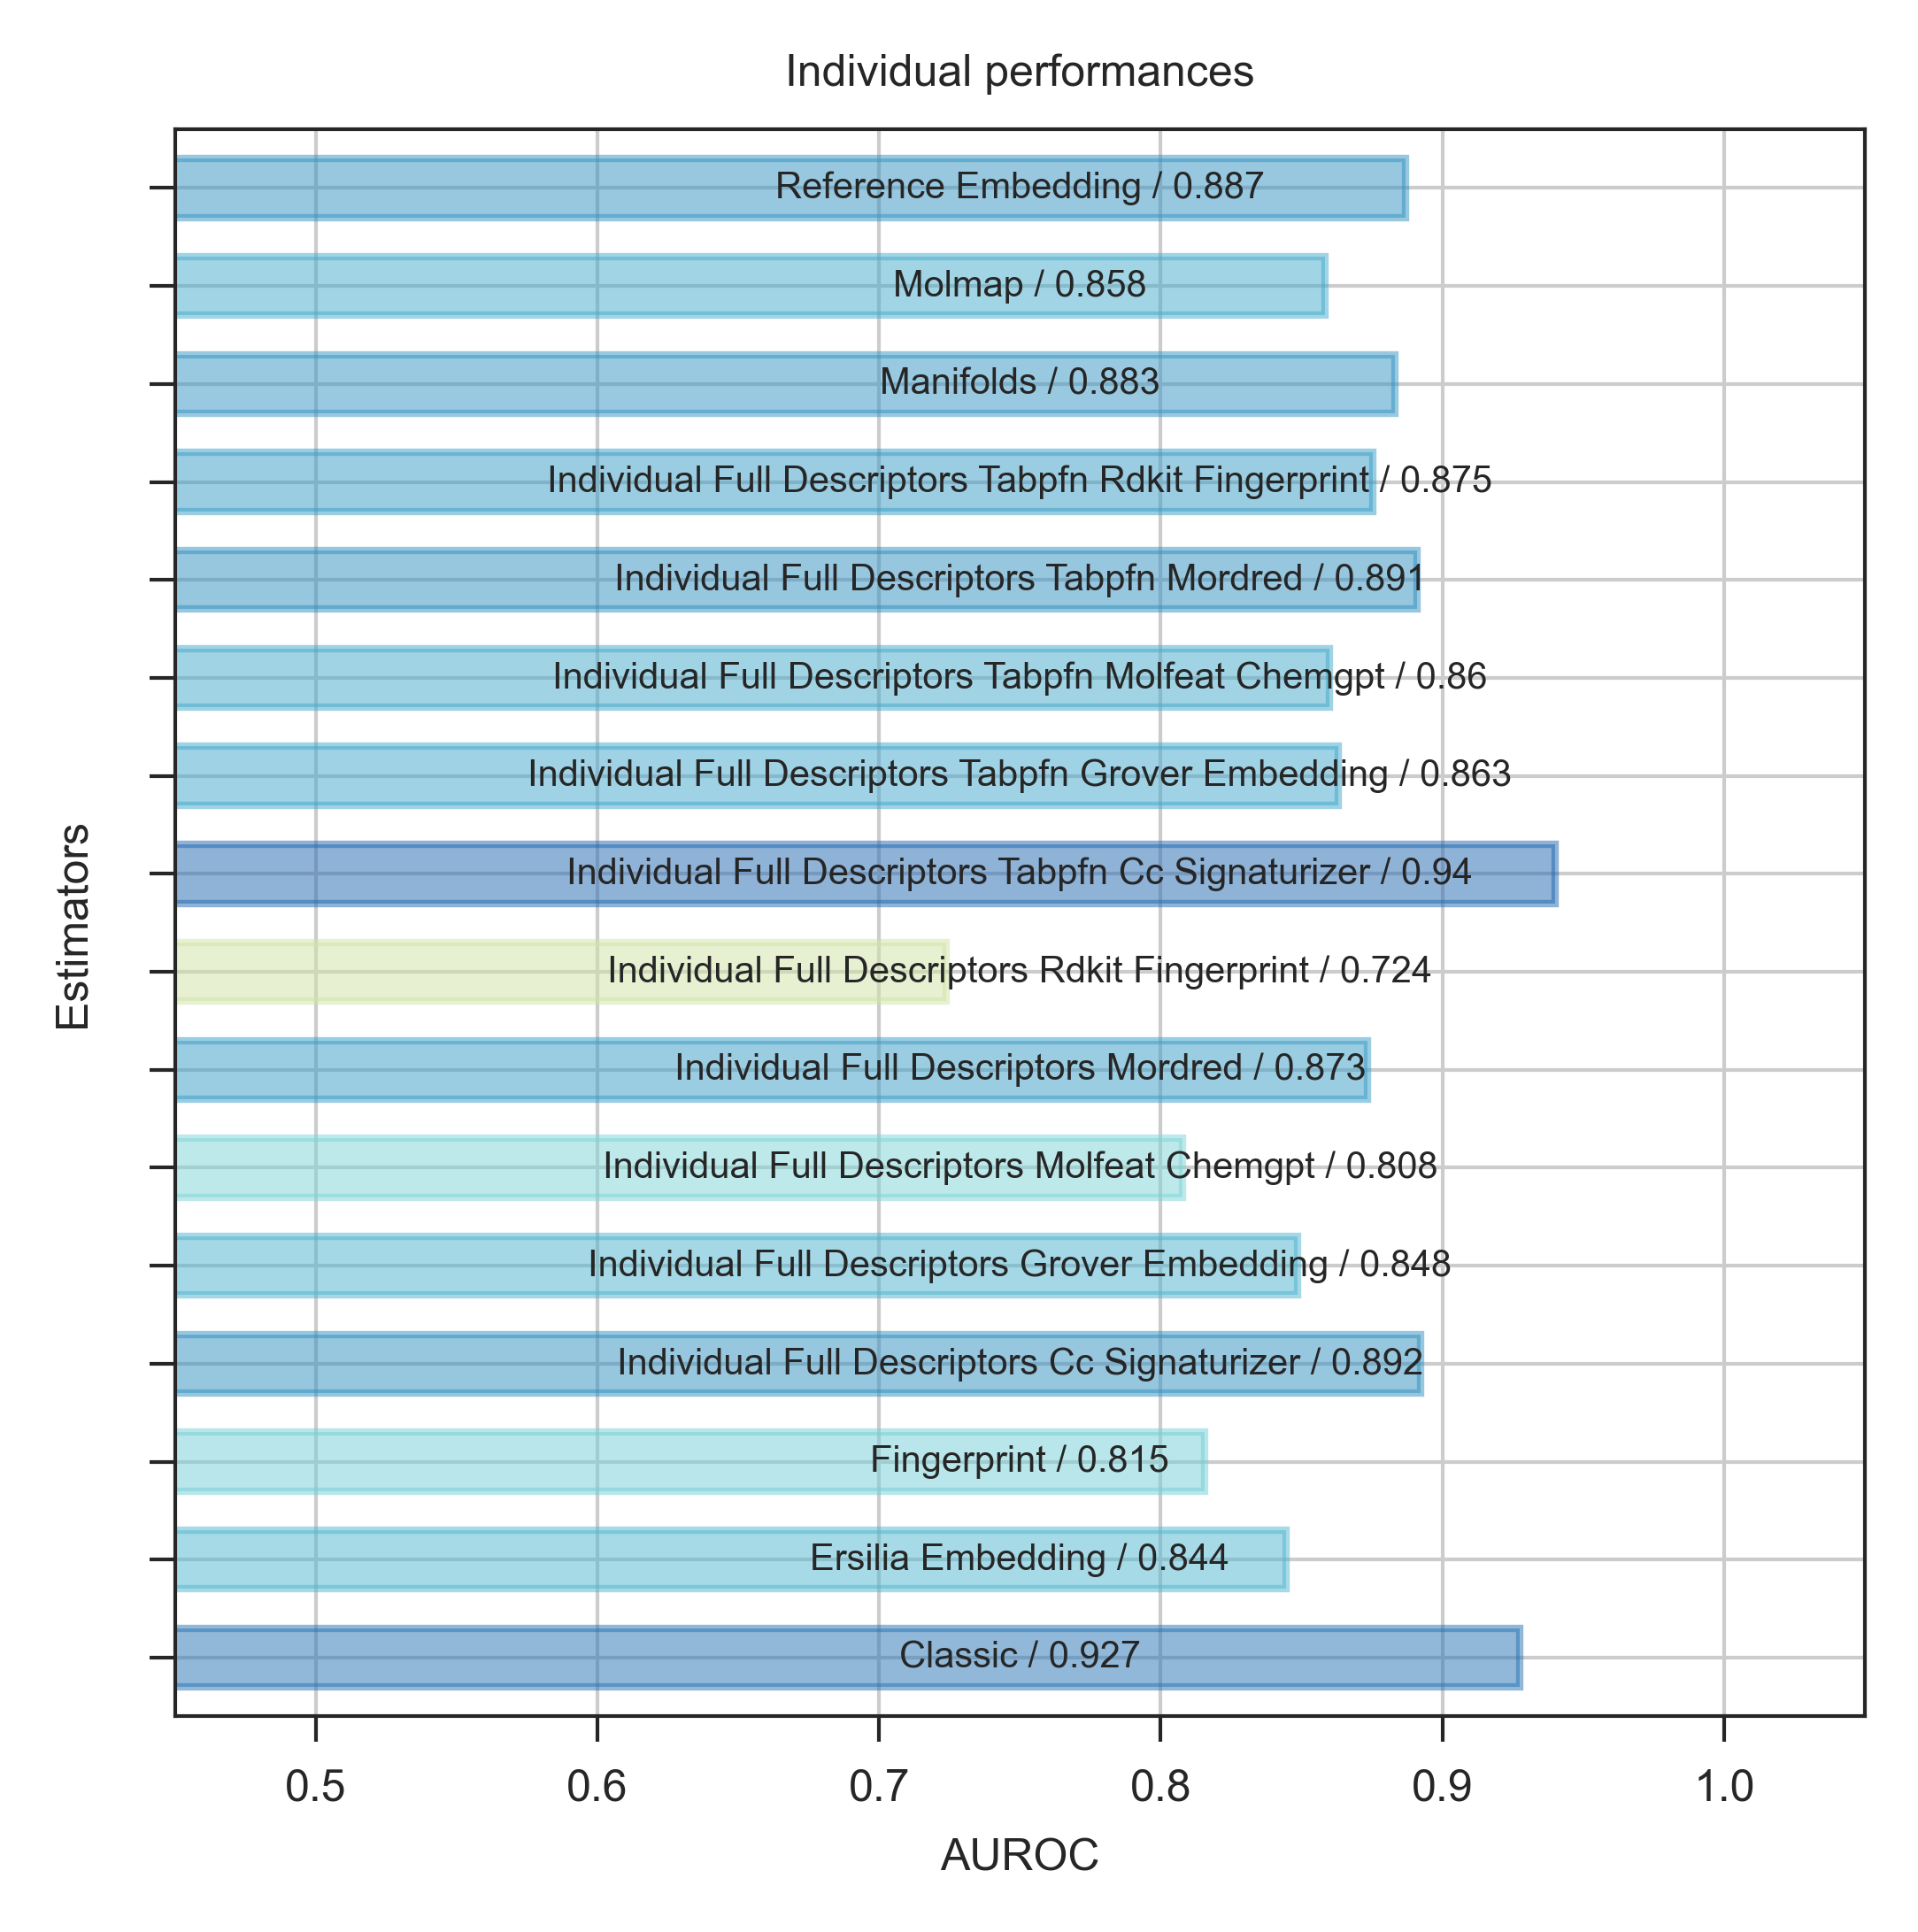 Individual performances
Reference Embedding / 0.887
Molmap / 0.858
Manifolds / 0.883
Individual Full Descriptors Tabpfn Rdkit Fingerprint / 0.875
Individual Full Descriptors Tabpfn Mordred / 0.891
Individual Full Descriptors Tabpfn Molfeat Chemgpt / 0.86
Individual Full Descriptors Tabpfn Grover Embedding / 0.863
Individual Full Descriptors Tabpfn Cc Signaturizer / 0.94
Individual Full Descriptors Rdkit Fingerprint / 0.724
Individual Full Descriptors Mordred / 0.873
Individual Full Descriptors Molfeat Chemgpt / 0.808
Individual Full Descriptors Grover Embedding / 0.848
Individual Full Descriptors Cc Signaturizer / 0.892
Fingerprint / 0.815
Ersilia Embedding / 0.844
Classic / 0.927
Estimators
0.5 0.6 0.7 0.8 0.9 1.0
AUROC